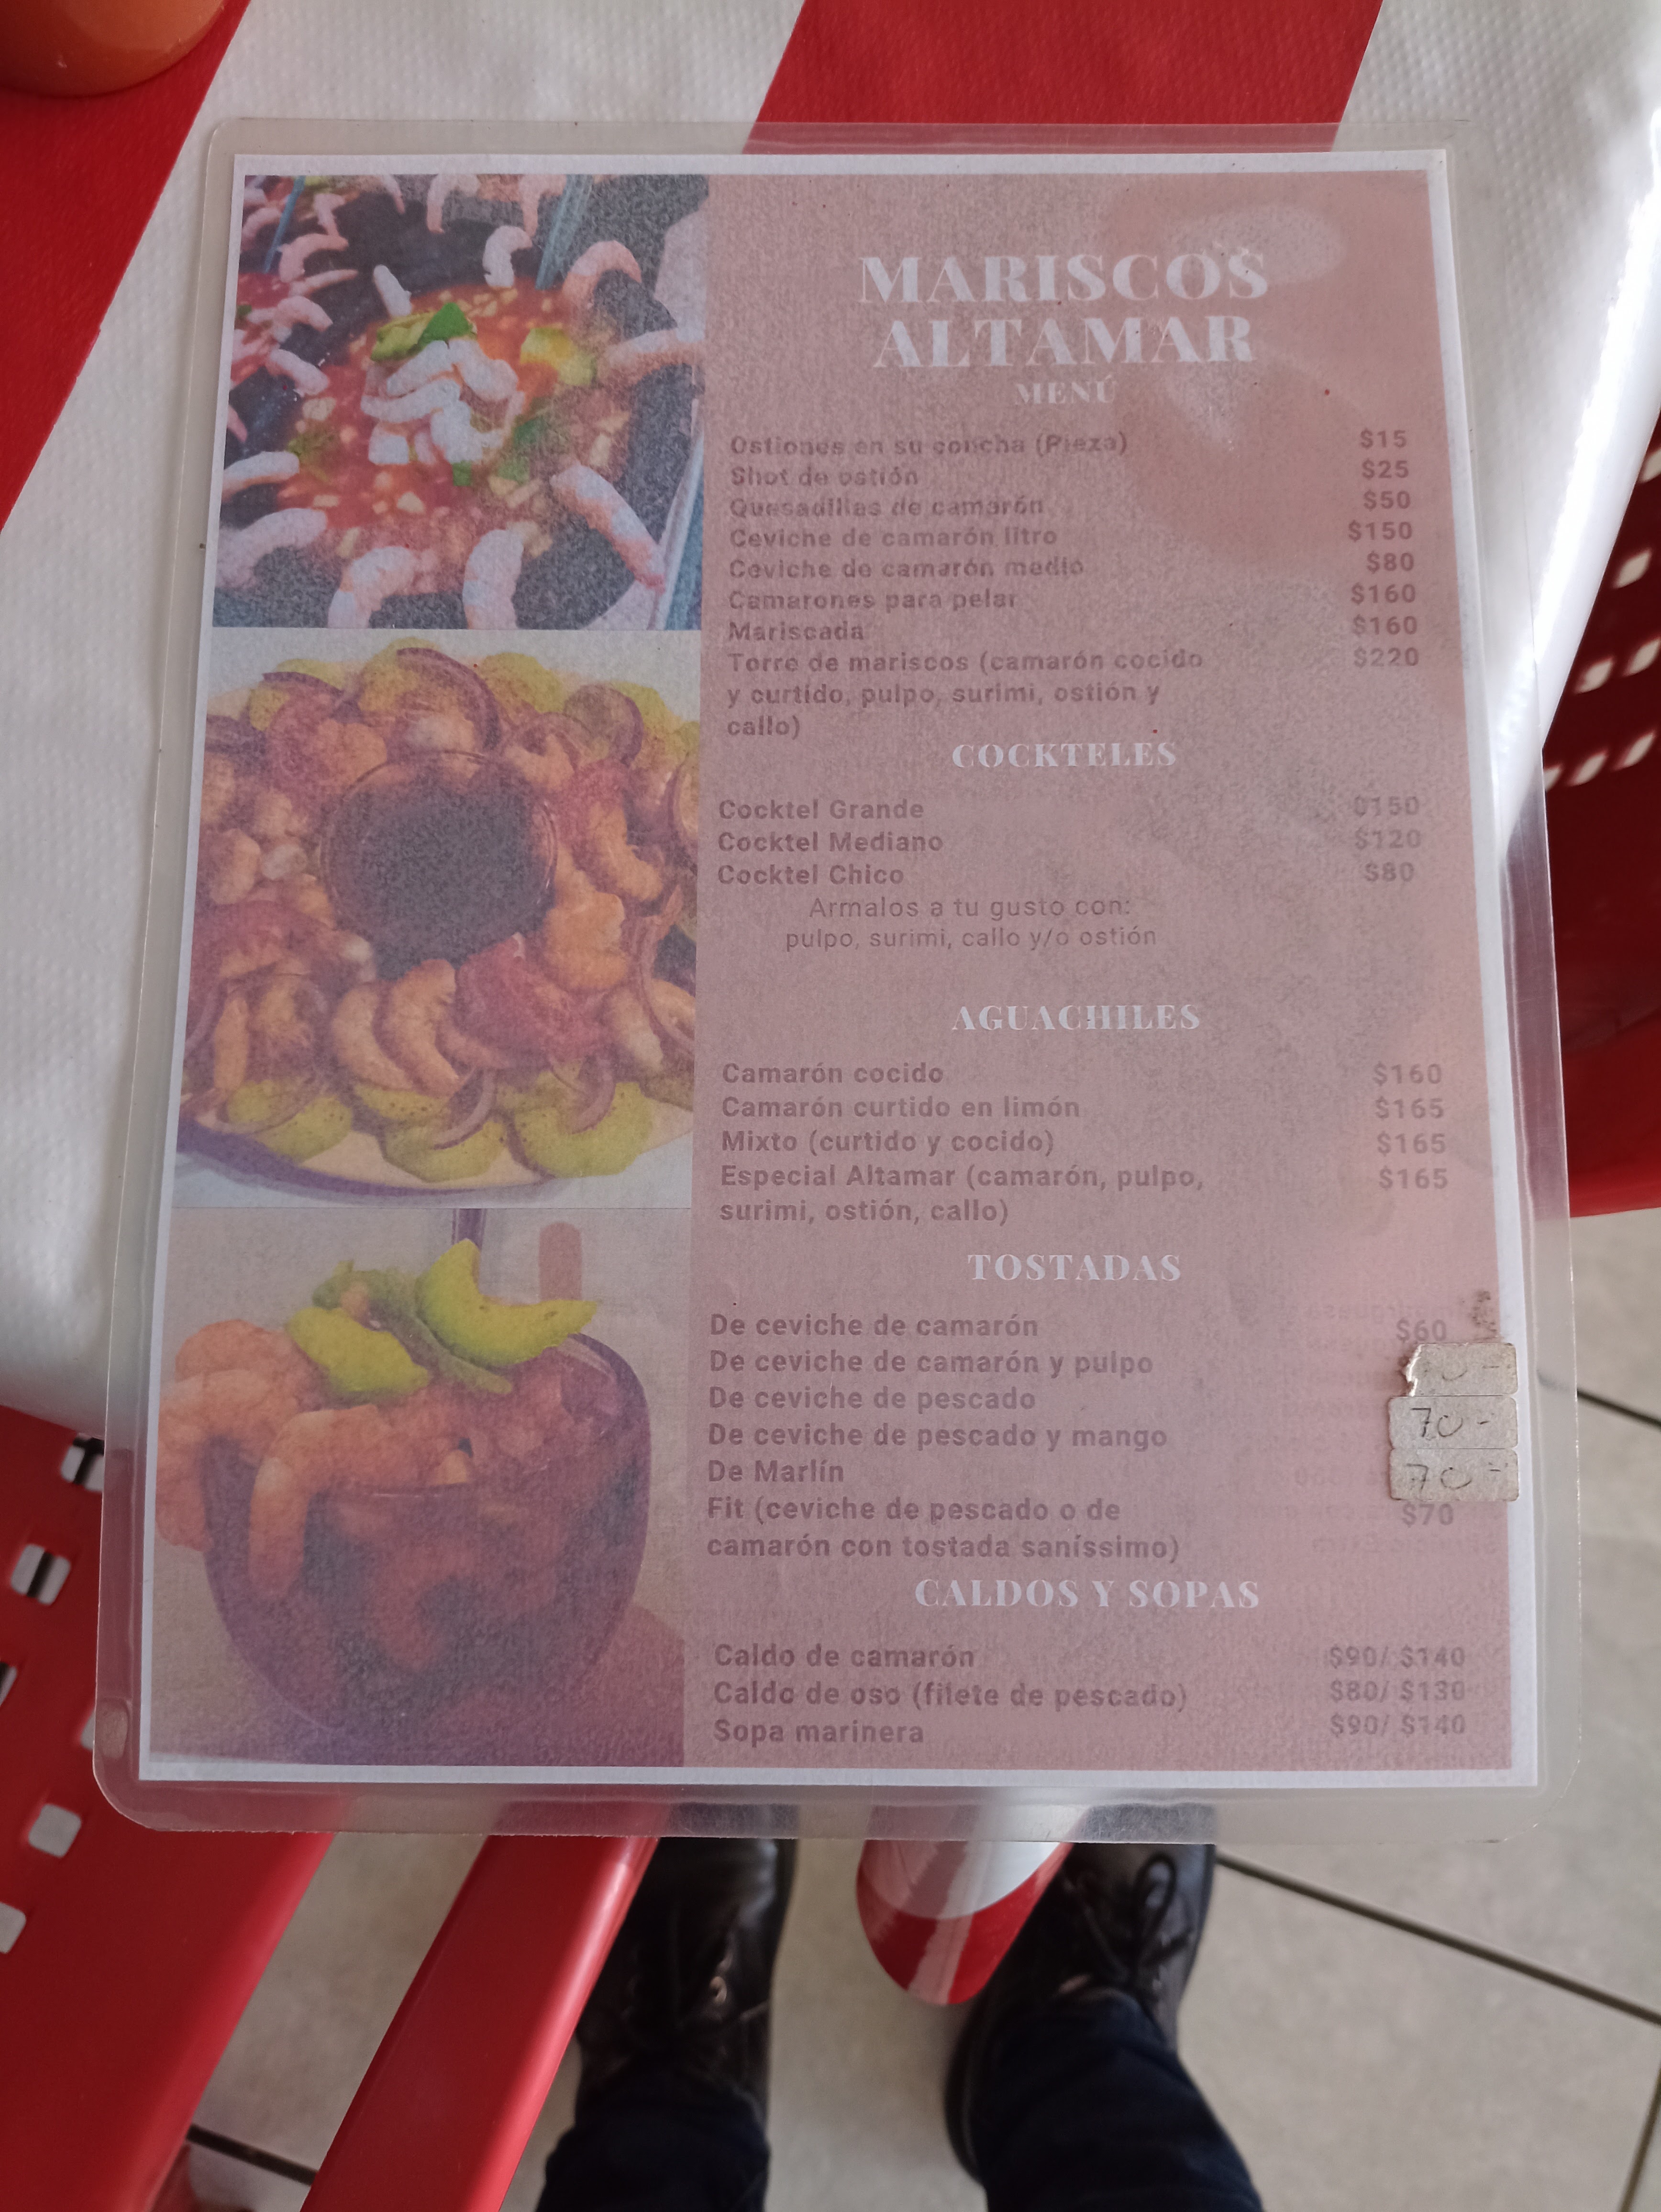 MARISCOS
ALTAMAR
MENÚ
Ostiones en su concha (Pieza) $15
Shot de ostión $25
Quesadillas de camarón $50
Ceviche de camarón litro $150
Ceviche de camarón medio $80
Camarones para pelar $160
Mariscada $160
Torre de mariscos (camarón cocido $220
y curtido, pulpo, surimi, ostión y
callo)
COCKTELES
Cocktel Grande $150
Cocktel Mediano $120
Cocktel Chico $80
Armalos a tu gusto con:
pulpo, surimi, callo y/o ostión
AGUACHILES
Camarón cocido $160
Camarón curtido en limón $165
Mixto (curtido y cocido) $165
Especial Altamar (camarón, pulpo, $165
surimi, ostión, callo)
TOSTADAS
De ceviche de camarón $60
De ceviche de camarón y pulpo
De ceviche de pescado
De ceviche de pescado y mango 70-
De Marlín 70-
Fit (ceviche de pescado o de $70
camarón con tostada saníssimo)
CALDOS Y SOPAS
Caldo de camarón $90/ $140
Caldo de oso (filete de pescado) $80/ $130
Sopa marinera $90/ $140